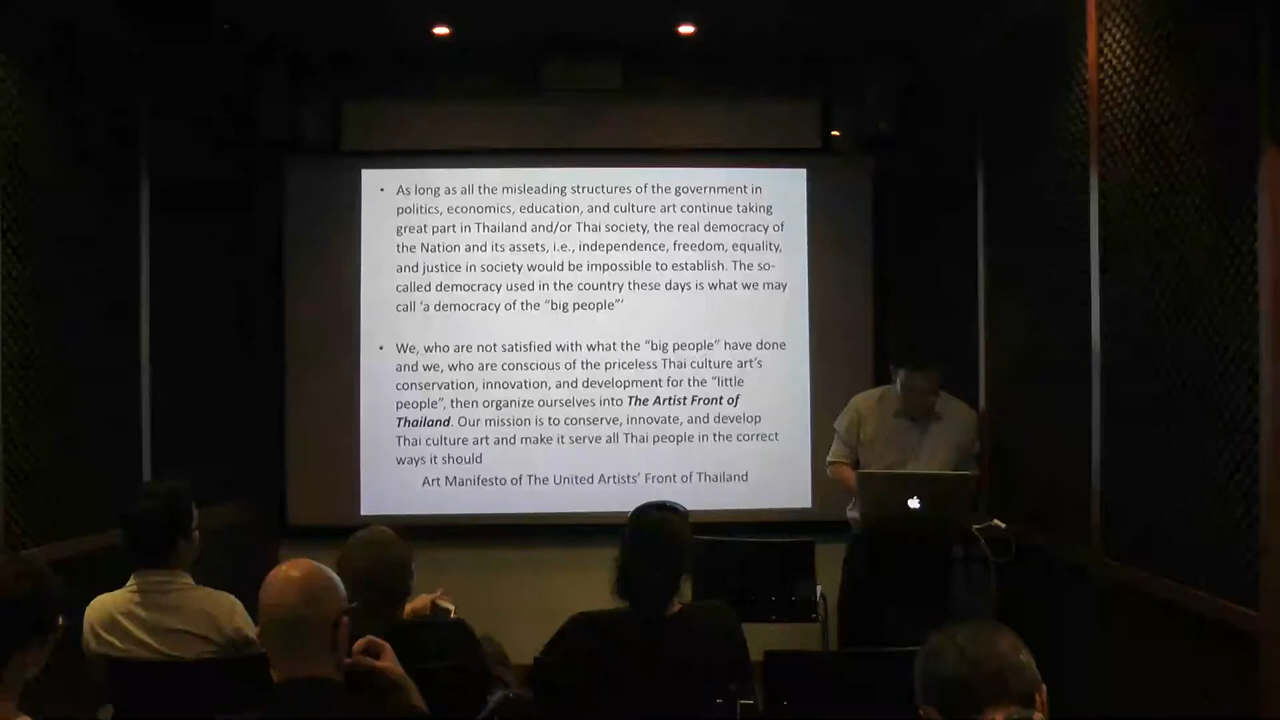 • As long as all the misleading structures of the government in
politics, economics, education, and culture art continue taking
great part in Thailand and/or Thai society, the real democracy of
the Nation and its assets, i.e., independence, freedom, equality,
and justice in society would be impossible to establish. The so-
called democracy used in the country these days is what we may
call ‘a democracy of the “big people”’
• We, who are not satisfied with what the “big people” have done
and we, who are conscious of the priceless Thai culture art’s
conservation, innovation, and development for the “little
people”, then organize ourselves into The Artist Front of
Thailand. Our mission is to conserve, innovate, and develop
Thai culture art and make it serve all Thai people in the correct
ways it should
Art Manifesto of The United Artists’ Front of Thailand